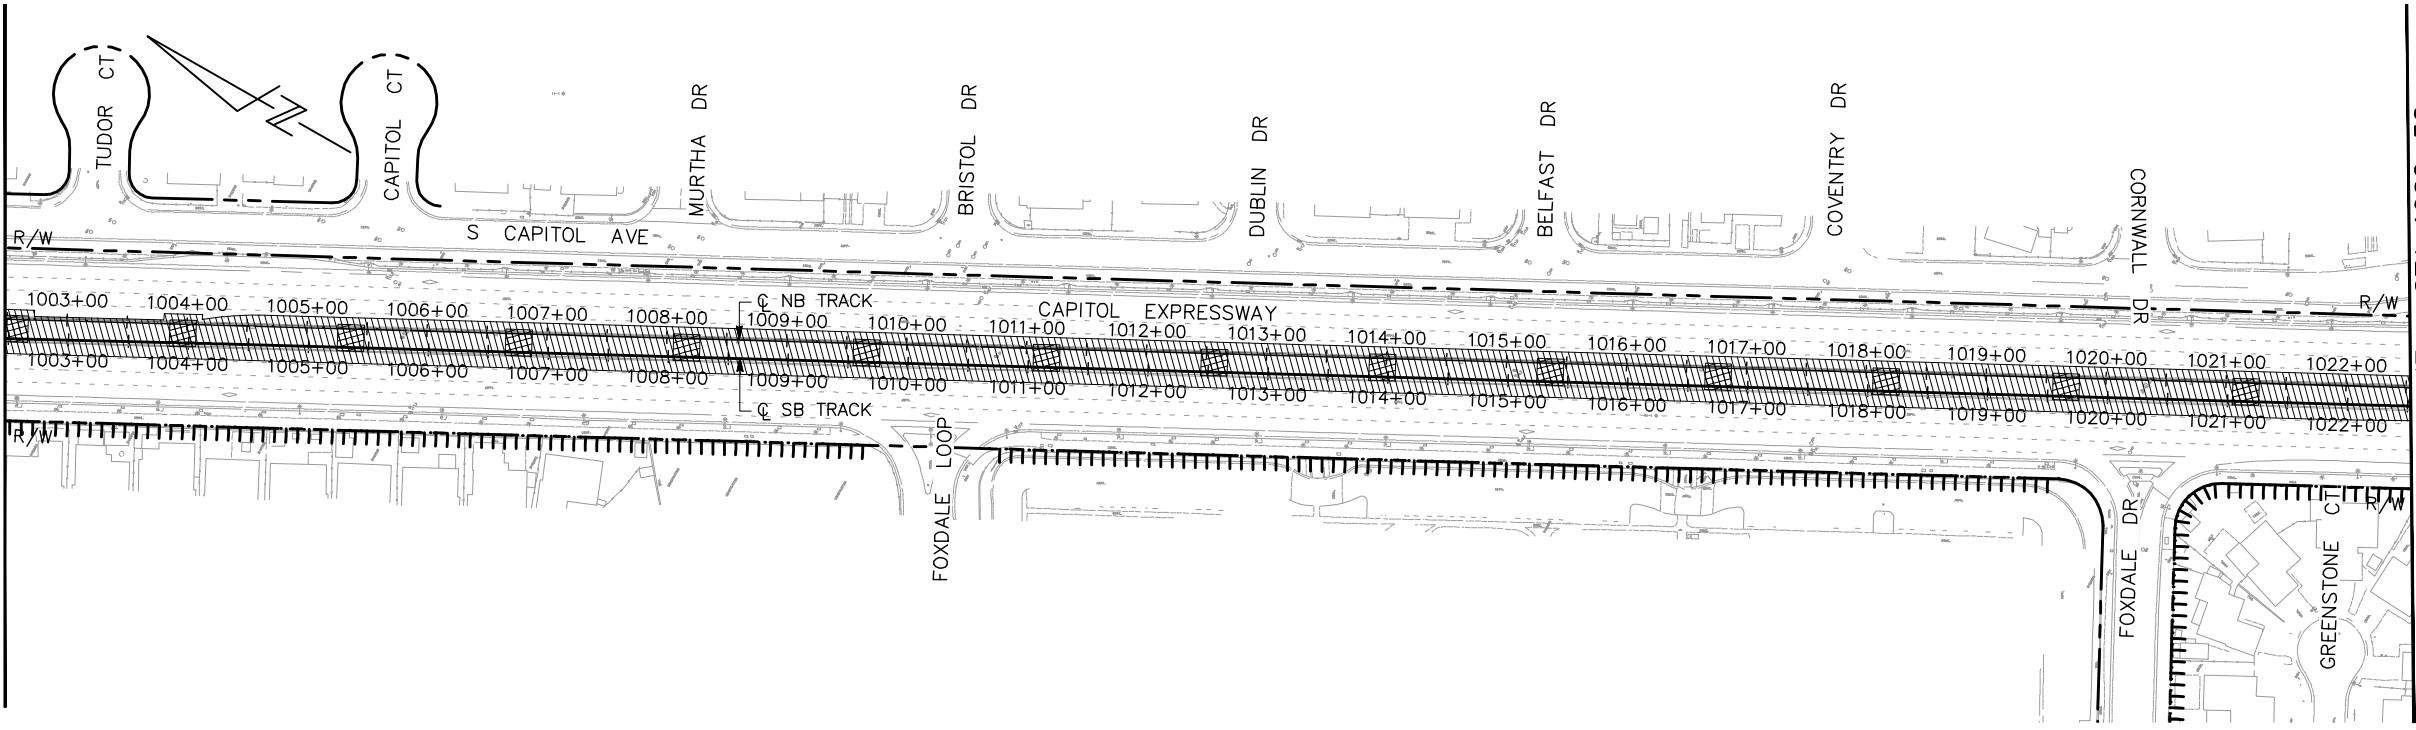 TUDOR CT
CAPITOL CT
MURTHA DR
BRISTOL DR
DUBLIN DR
BELFAST DR
COVENTRY DR
CORNWALL DR
R/W
S CAPITOL AVE
R/W
℄ NB TRACK
CAPITOL EXPRESSWAY
1003+00 1004+00 1005+00 1006+00 1007+00 1008+00 1009+00 1010+00 1011+00 1012+00 1013+00 1014+00 1015+00 1016+00 1017+00 1018+00 1019+00 1020+00 1021+00 1022+00
1003+00 1004+00 1005+00 1006+00 1007+00 1008+00 1009+00 1010+00 1011+00 1012+00 1013+00 1014+00 1015+00 1016+00 1017+00 1018+00 1019+00 1020+00 1021+00 1022+00
℄ SB TRACK
R/W
FOXDALE LOOP
FOXDALE DR
GREENSTONE CT
R/W